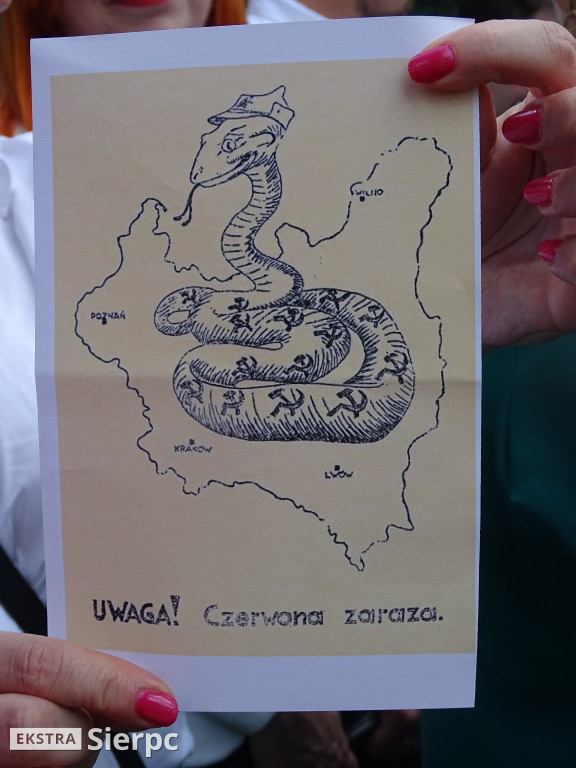 WILNO
POZNAŃ
KRAKÓW
LWÓW
UWAGA! Czerwona zaraza.
EKSTRA Sierpc